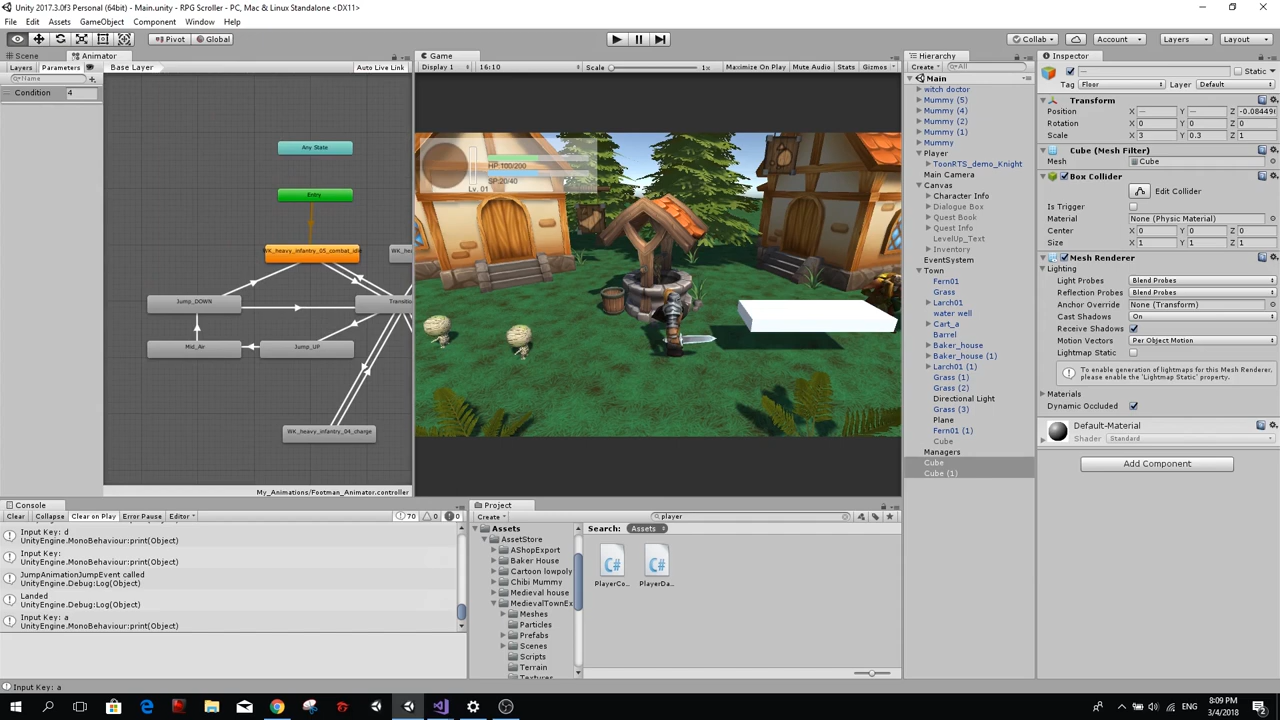 Unity 2017.3.0f3 Personal (64bit) - Main.unity - RPG Scroller - PC, Mac & Linux Standalone <DX11>
File Edit Assets GameObject Component Window Help
Pivot Global
Collab Account Layers Layout
Scene Animator
Layers Parameters
Base Layer
Auto Live Link
Name
Condition 4
Any State
Entry
WK_heavy_infantry_05_combat_idl
WK_hea
Jump_DOWN
Transition
Mid_Air
Jump_UP
WK_heavy_infantry_04_charge
My_Animations/Footman_Animator.controller
Game
Display 1 16:10 Scale 1x Maximize On Play Mute Audio Stats Gizmos
HP:100/200
SP:20/40
Lv. 01
Hierarchy
Create All
Main
witch doctor
Mummy (5)
Mummy (4)
Mummy (2)
Mummy (1)
Mummy
Player
ToonRTS_demo_Knight
Main Camera
Canvas
Character Info
Dialogue Box
Quest Book
Quest Info
LevelUp_Text
Inventory
EventSystem
Town
Fern01
Grass
Larch01
water well
Cart_a
Barrel
Baker_house
Baker_house (1)
Larch01 (1)
Grass (1)
Grass (2)
Directional Light
Grass (3)
Plane
Fern01 (1)
Cube
Managers
Cube
Cube (1)
Inspector
— Static
Tag Floor Layer Default
Transform
Position X — Y — Z -0.08449
Rotation X 0 Y 0 Z 0
Scale X 3 Y 0.3 Z 1
Cube (Mesh Filter)
Mesh Cube
Box Collider
Edit Collider
Is Trigger
Material None (Physic Material)
Center X 0 Y 0 Z 0
Size X 1 Y 1 Z 1
Mesh Renderer
Lighting
Light Probes Blend Probes
Reflection Probes Blend Probes
Anchor Override None (Transform)
Cast Shadows On
Receive Shadows
Motion Vectors Per Object Motion
Lightmap Static
To enable generation of lightmaps for this Mesh Renderer,
please enable the 'Lightmap Static' property.
Materials
Dynamic Occluded
Default-Material
Shader Standard
Add Component
Console
Clear Collapse Clear on Play Error Pause Editor 70 0 0
Input Key: d
UnityEngine.MonoBehaviour:print(Object)
Input Key:
UnityEngine.MonoBehaviour:print(Object)
JumpAnimationJumpEvent called
UnityEngine.Debug:Log(Object)
Landed
UnityEngine.Debug:Log(Object)
Input Key: a
UnityEngine.MonoBehaviour:print(Object)
Project
Create player
Assets
AssetStore
AShopExport
Baker House
Cartoon lowpoly
Chibi Mummy
Medieval house
MedievalTownEx
Meshes
Particles
Prefabs
Scenes
Scripts
Terrain
Textures
Search: Assets
PlayerCo... PlayerDa...
Input Key: a
ENG
8:09 PM
3/4/2018
2